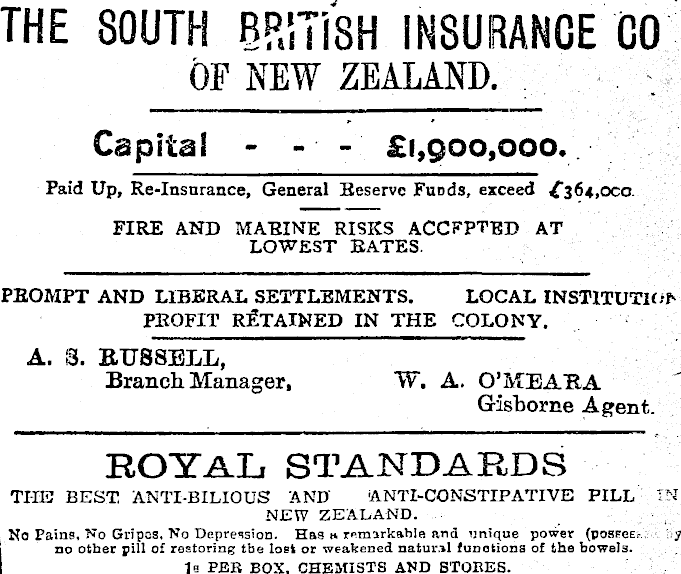 THE SOUTH BRITISH INSURANCE CO
OF NEW ZEALAND.
Capital - - - £1,900,000.
Paid Up, Re-Insurance, General Reserve Funds, exceed £364,000.
FIRE AND MARINE RISKS ACCEPTED AT
LOWEST RATES.
PROMPT AND LIBERAL SETTLEMENTS. LOCAL INSTITUTION
PROFIT RETAINED IN THE COLONY.
A. S. RUSSELL,
Branch Manager,
W. A. O'MEARA
Gisborne Agent.
ROYAL STANDARDS
THE BEST ANTI-BILIOUS AND ANTI-CONSTIPATIVE PILL IN
NEW ZEALAND.
No Pains, No Gripes, No Depression. Has a remarkable and unique power
no other pill of restoring the lost or weakened natural functions of the bowels.
1s PER BOX, CHEMISTS AND STORES.